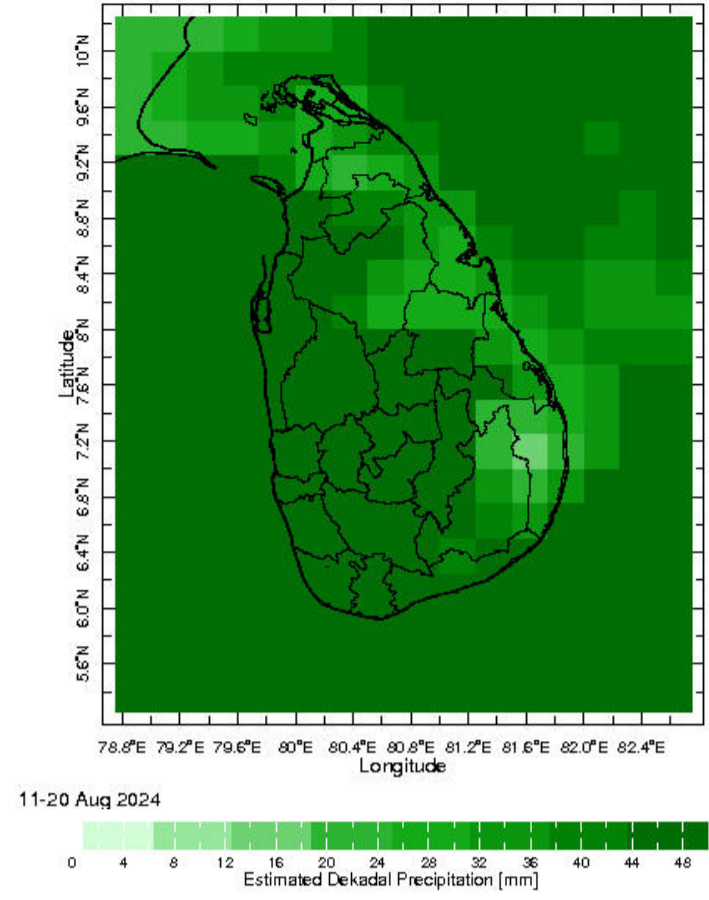 10°N
9.6°N
9.2°N
8.8°N
8.4°N
8°N
7.6°N
7.2°N
6.8°N
6.4°N
6.0°N
5.6°N
Latitude
78.8°E 79.2°E 79.6°E 80°E 80.4°E 80.8°E 81.2°E 81.6°E 82.0°E 82.4°E
Longitude
11-20 Aug 2024
0 4 8 12 16 20 24 28 32 36 40 44 48
Estimated Dekadal Precipitation [mm]